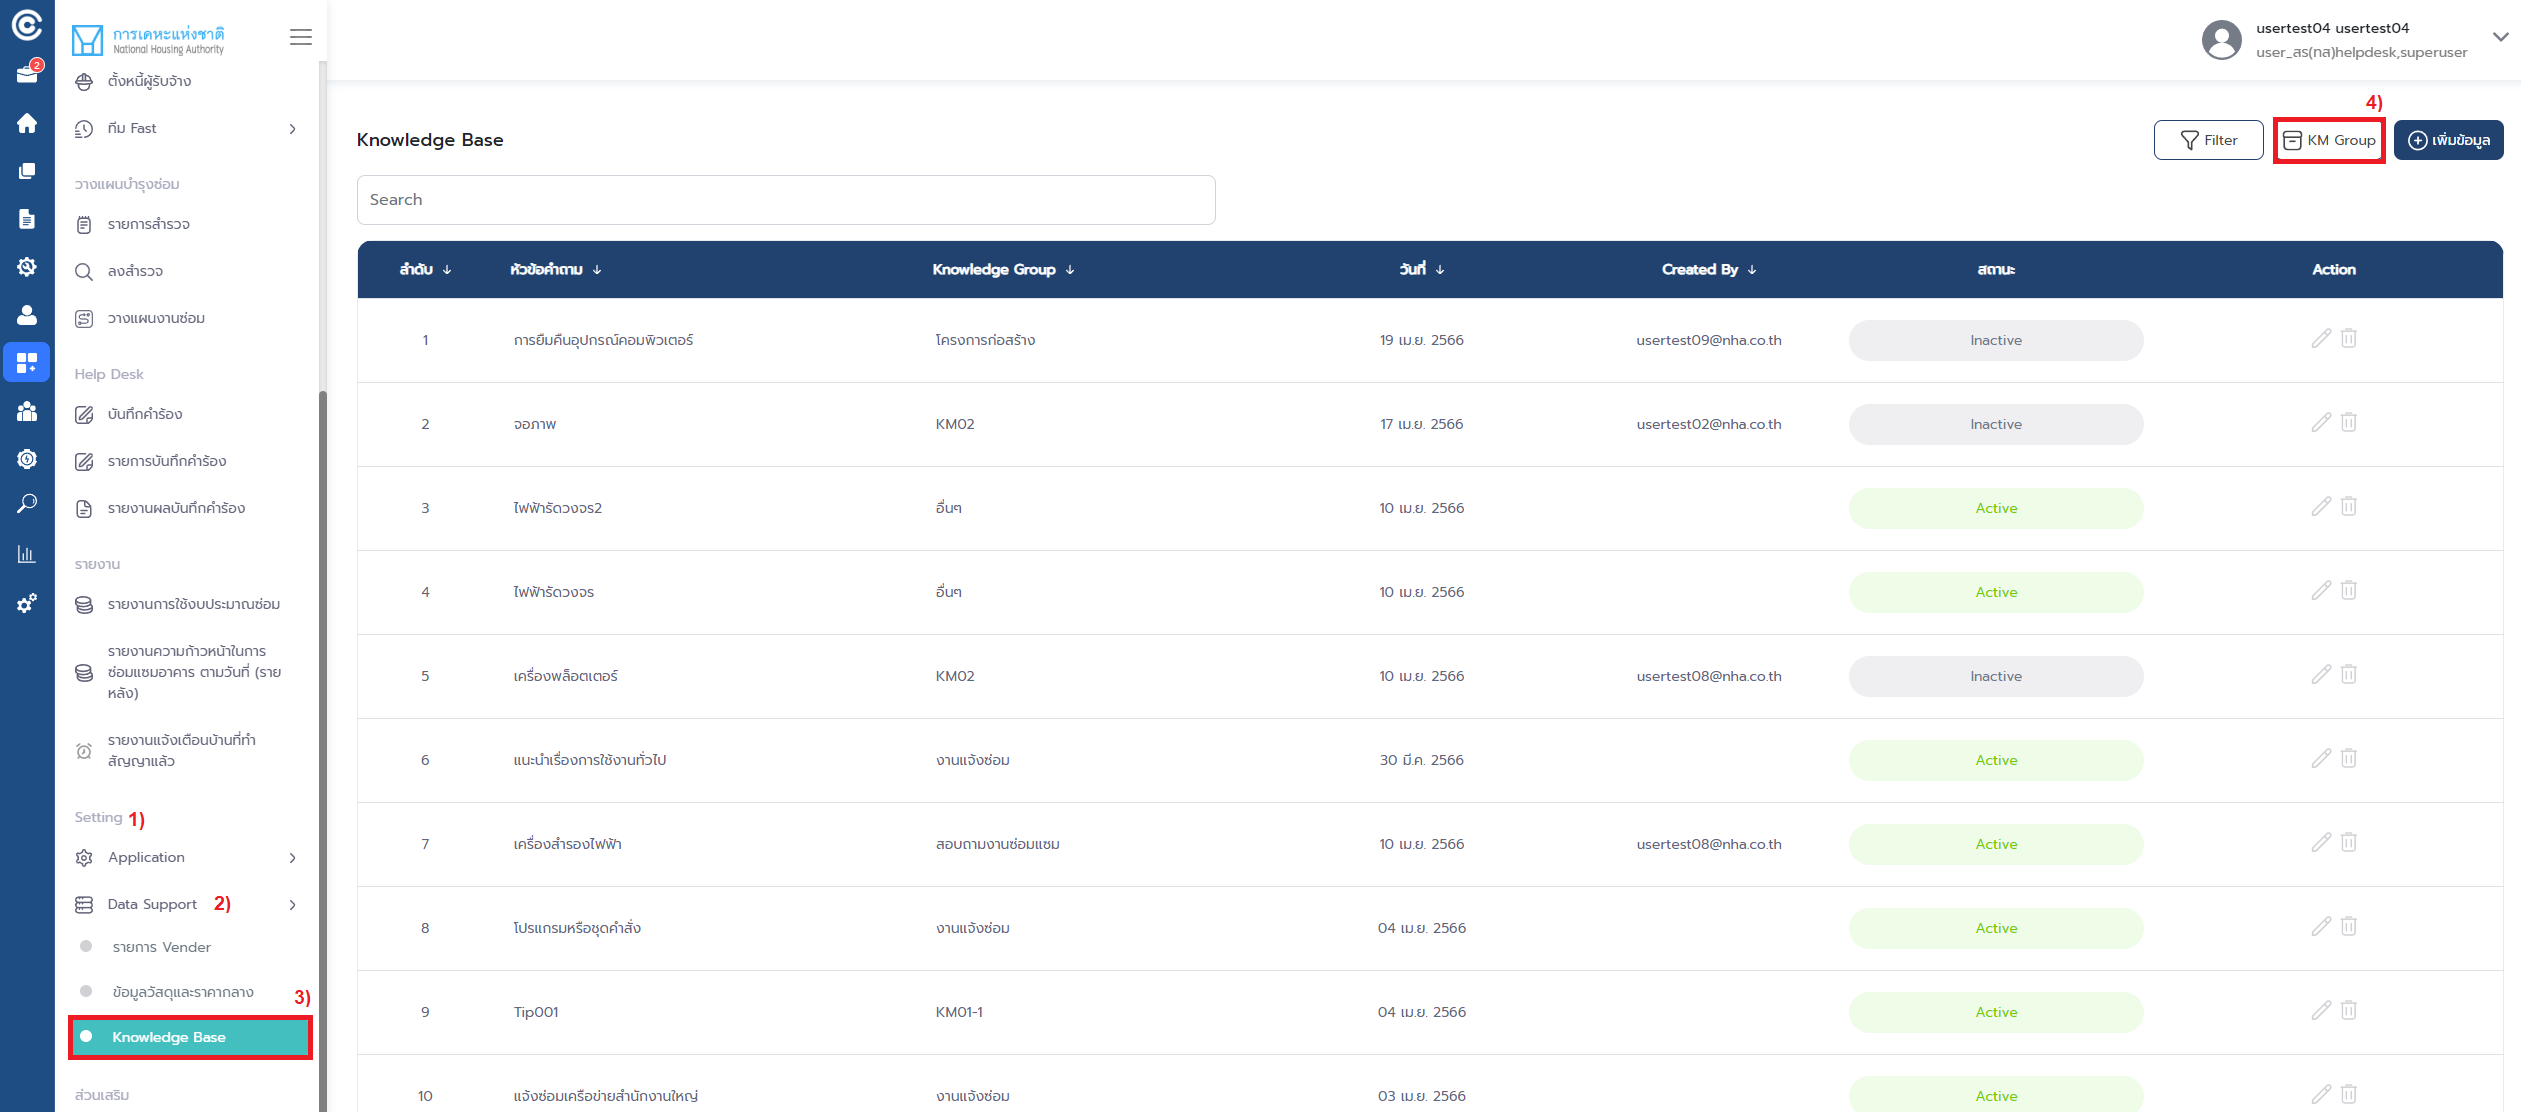 2
การเคหะแห่งชาติ
National Housing Authority
ตั้งหนี้ผู้รับจ้าง
ทีม Fast
วางแผนบำรุงซ่อม
รายการสำรวจ
ลงสำรวจ
วางแผนงานซ่อม
Help Desk
บันทึกคำร้อง
รายการบันทึกคำร้อง
รายงานผลบันทึกคำร้อง
รายงาน
รายงานการใช้งบประมาณซ่อม
รายงานความก้าวหน้าในการ
ซ่อมแซมอาคาร ตามวันที่ (ราย
หลัง)
รายงานแจ้งเตือนบ้านที่ทำ
สัญญาแล้ว
Setting 1)
Application
Data Support 2)
รายการ Vender
ข้อมูลวัสดุและราคากลาง
3)
Knowledge Base
ส่วนเสริม
usertest04 usertest04
user_สร(กส)helpdesk,superuser
4)
Knowledge Base
Filter
KM Group
เพิ่มข้อมูล
Search
ลำดับ หัวข้อคำถาม Knowledge Group วันที่ Created By สถานะ Action
1 การยืมคืนอุปกรณ์คอมพิวเตอร์ โครงการก่อสร้าง 19 เม.ย. 2566 usertest09@nha.co.th Inactive
2 จอภาพ KM02 17 เม.ย. 2566 usertest02@nha.co.th Inactive
3 ไฟฟ้ารัดวงจร2 อื่นๆ 10 เม.ย. 2566 Active
4 ไฟฟ้ารัดวงจร อื่นๆ 10 เม.ย. 2566 Active
5 เครื่องพล็อตเตอร์ KM02 10 เม.ย. 2566 usertest08@nha.co.th Inactive
6 แนะนำเรื่องการใช้งานทั่วไป งานแจ้งซ่อม 30 มี.ค. 2566 Active
7 เครื่องสำรองไฟฟ้า สอบถามงานซ่อมแซม 10 เม.ย. 2566 usertest08@nha.co.th Active
8 โปรแกรมหรือชุดคำสั่ง งานแจ้งซ่อม 04 เม.ย. 2566 Active
9 Tip001 KM01-1 04 เม.ย. 2566 Active
10 แจ้งซ่อมเครือข่ายสำนักงานใหญ่ งานแจ้งซ่อม 03 เม.ย. 2566 Active